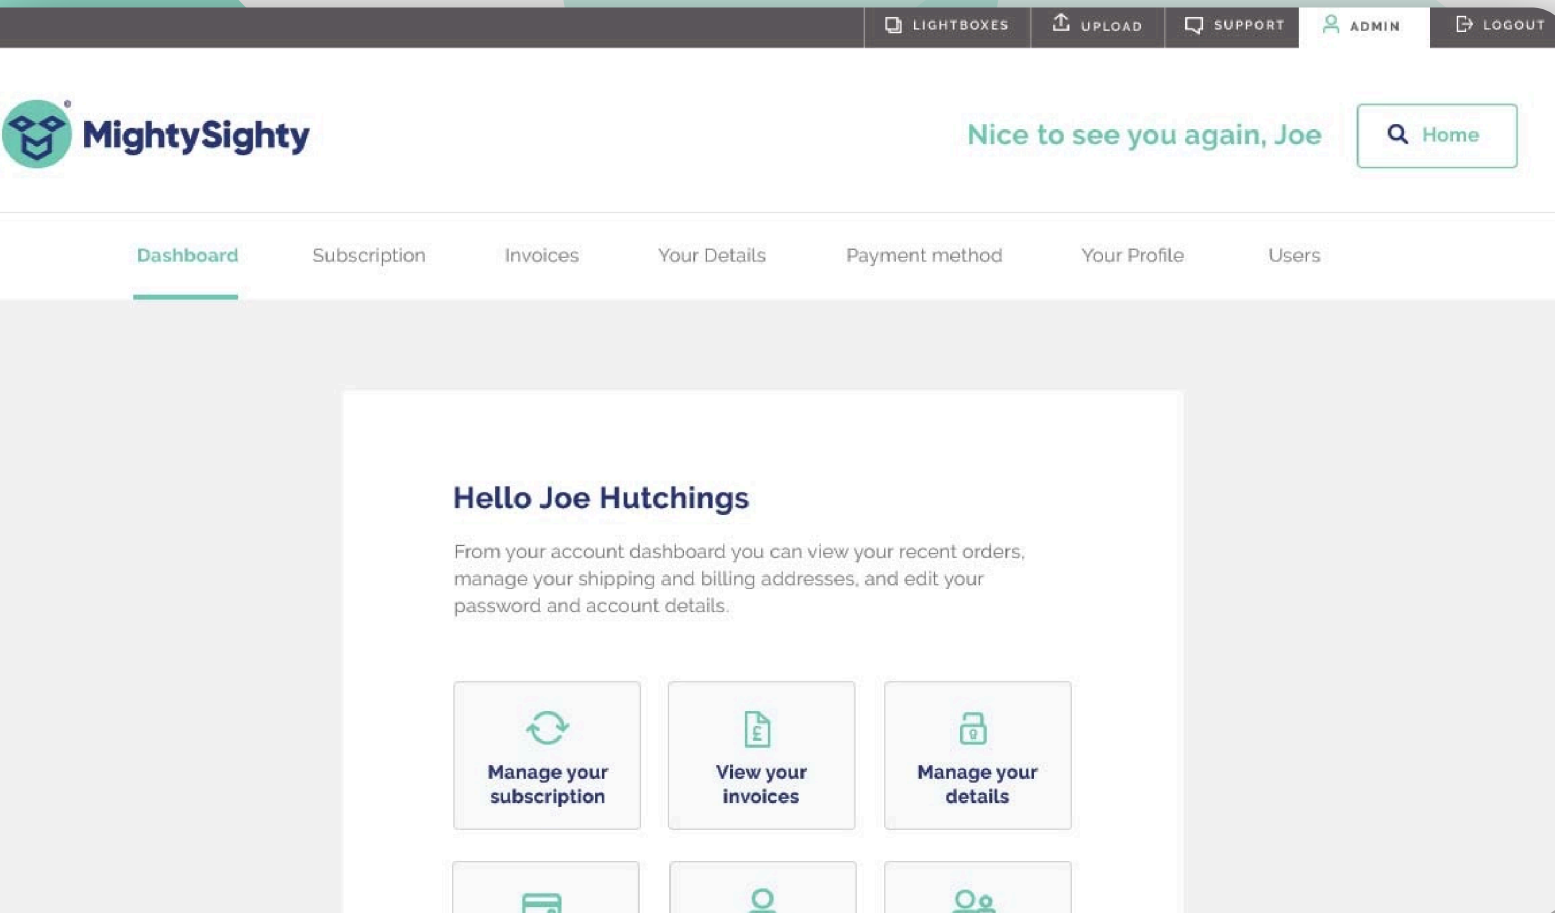 LIGHTBOXES UPLOAD SUPPORT ADMIN LOGOUT
MightySighty®
Nice to see you again, Joe
Home
Dashboard Subscription Invoices Your Details Payment method Your Profile Users
Hello Joe Hutchings
From your account dashboard you can view your recent orders,
manage your shipping and billing addresses, and edit your
password and account details.
Manage your
subscription
£
View your
invoices
Manage your
details